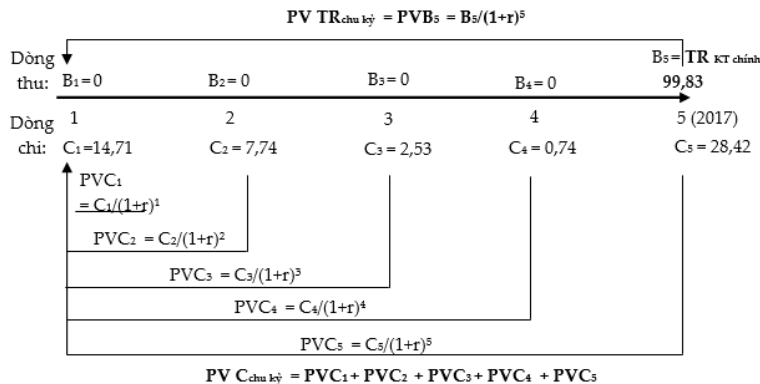 PV TRchu kỳ = PVB5 = B5/(1+r)5
Dòng thu:
B1 = 0
B2 = 0
B3 = 0
B4 = 0
B5 = TR KT chính
99,83
1
2
3
4
5 (2017)
Dòng chi:
C1 =14,71
C2 = 7,74
C3 = 2,53
C4 = 0,74
C5 = 28,42
PVC1
= C1/(1+r)1
PVC2 = C2/(1+r)2
PVC3 = C3/(1+r)3
PVC4 = C4/(1+r)4
PVC5 = C5/(1+r)5
PV Cchu kỳ = PVC1 + PVC2 + PVC3 + PVC4 + PVC5